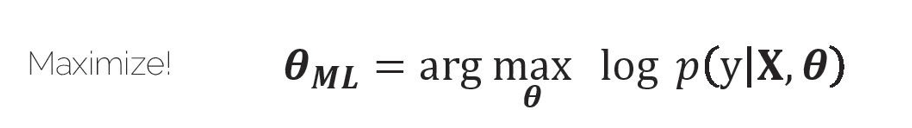 Maximize! θ_ML = arg max_θ log p(y|X, θ)